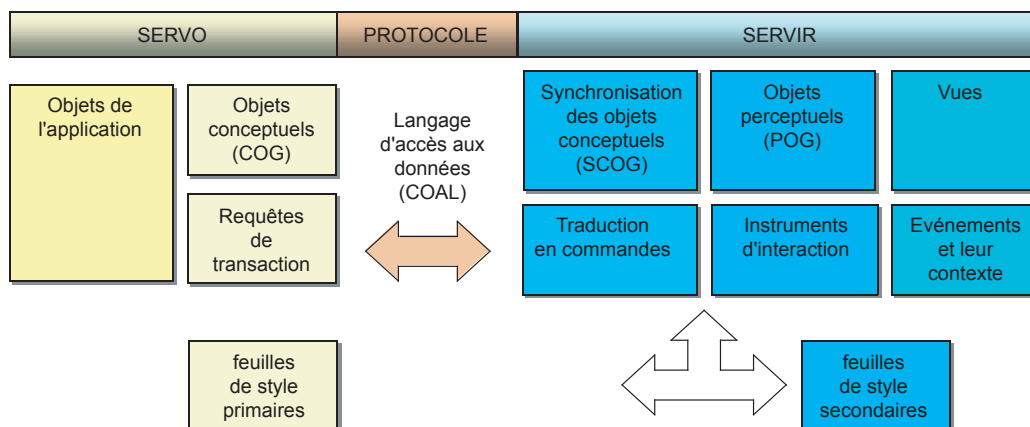 SERVO
PROTOCOLE
SERVIR
Objets de
l'application
Objets
conceptuels
(COG)
Requêtes
de
transaction
Langage
d'accès aux
données
(COAL)
Synchronisation
des objets
conceptuels
(SCOG)
Objets
perceptuels
(POG)
Vues
Traduction
en commandes
Instruments
d'interaction
Evénements
et leur
contexte
feuilles
de style
primaires
feuilles
de style
secondaires